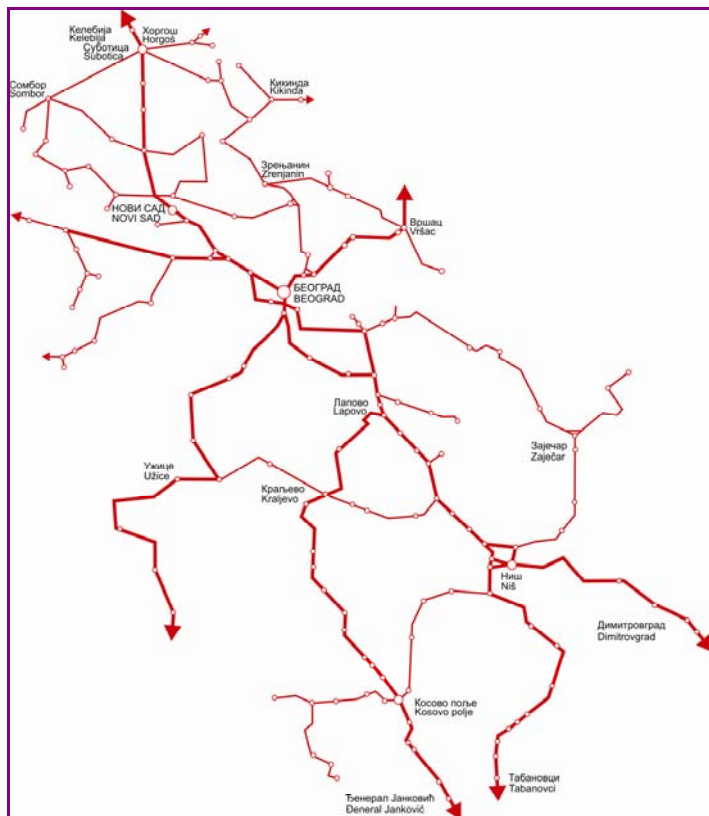 Келебија
Kelebija
Хоргош
Horgoš
Суботица
Subotica
Сомбор
Sombor
Кикинда
Kikinda
Зрењанин
Zrenjanin
НОВИ САД
NOVI SAD
Вршац
Vršac
БЕОГРАД
BEOGRAD
Лапово
Lapovo
Зајечар
Zaječar
Ужице
Užice
Краљево
Kraljevo
Ниш
Niš
Димитровград
Dimitrovgrad
Косово поље
Kosovo polje
Табановци
Tabanovci
Ђенерал Јанковић
Đeneral Janković